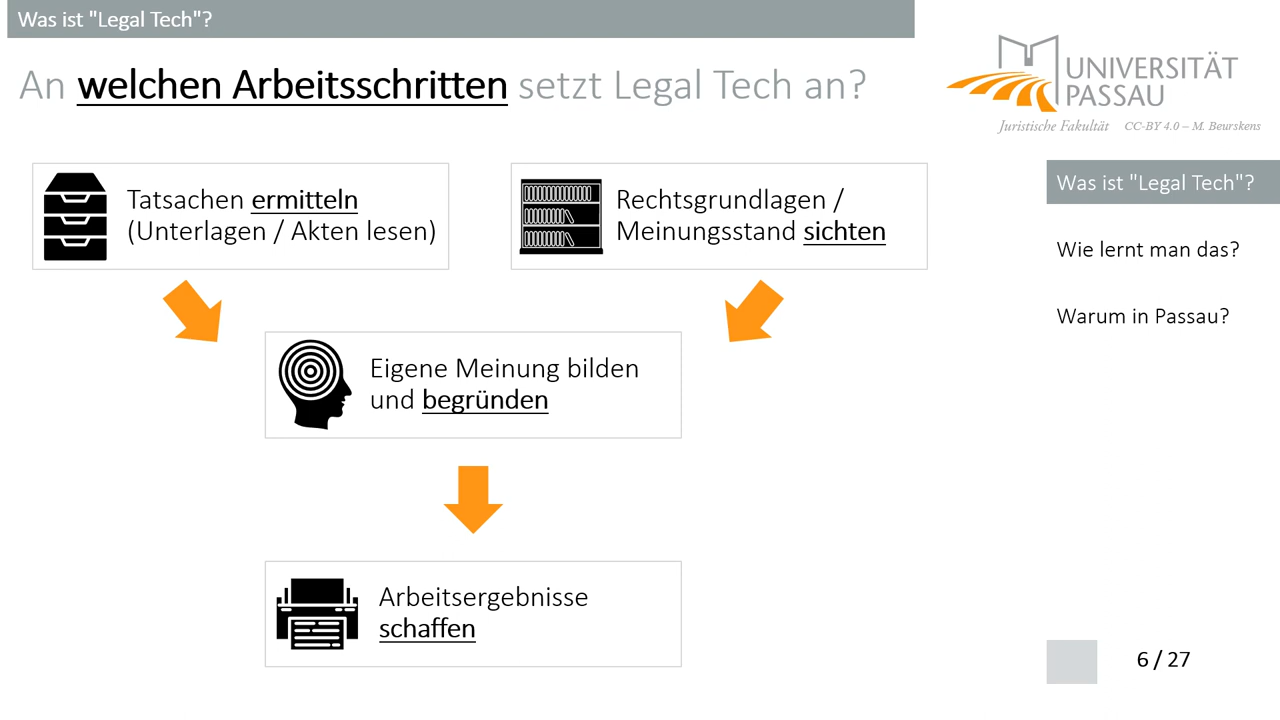 Was ist "Legal Tech"?
An welchen Arbeitsschritten setzt Legal Tech an?
UNIVERSITÄT
PASSAU
Juristische Fakultät CC-BY 4.0 – M. Beurskens
Tatsachen ermitteln
(Unterlagen / Akten lesen)
Rechtsgrundlagen /
Meinungsstand sichten
Eigene Meinung bilden
und begründen
Arbeitsergebnisse
schaffen
Was ist "Legal Tech"?
Wie lernt man das?
Warum in Passau?
6 / 27